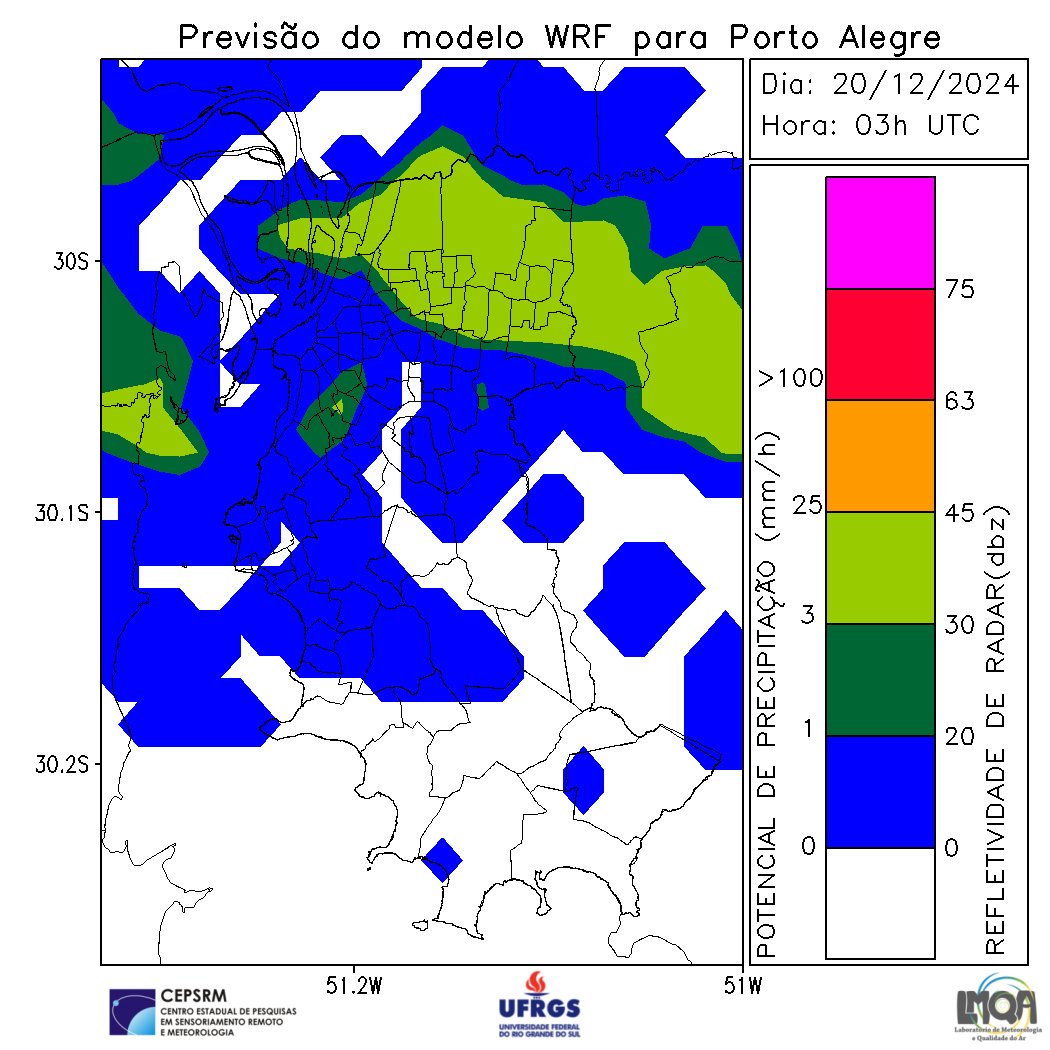 Previsão do modelo WRF para Porto Alegre
Dia: 20/12/2024
Hora: 03h UTC
30S
30.1S
30.2S
51.2W
51W
POTENCIAL DE PRECIPITAÇÃO (mm/h)
>100
25
3
1
0
75
63
45
30
20
0
REFLETIVIDADE DE RADAR(dbz)
CEPSRM
CENTRO ESTADUAL DE PESQUISAS
EM SENSORIAMENTO REMOTO
E METEOROLOGIA
UFRGS
UNIVERSIDADE FEDERAL
DO RIO GRANDE DO SUL
LMQA
Laboratório de Meteorologia
e Qualidade do Ar